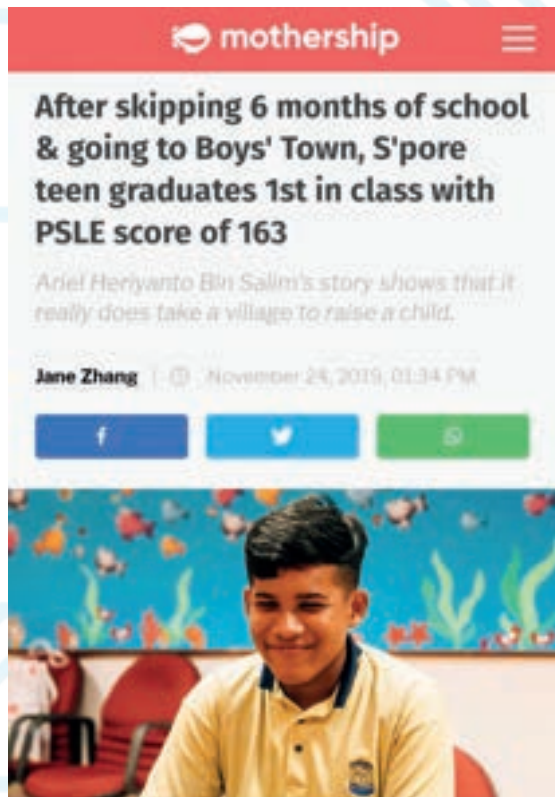 mothership
After skipping 6 months of school
& going to Boys' Town, S'pore
teen graduates 1st in class with
PSLE score of 163
Ariel Heriyanto Bin Salim's story shows that it
really does take a village to raise a child.
Jane Zhang | November 24, 2019, 01:34 PM